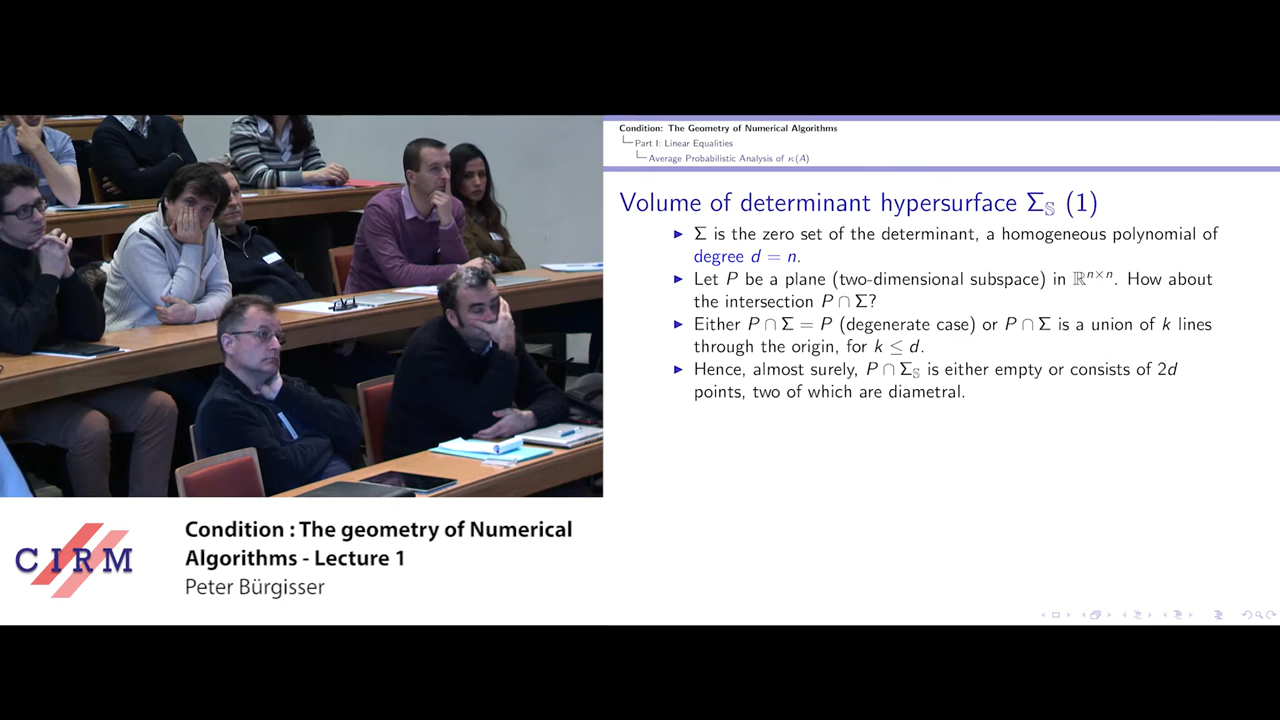 Condition: The Geometry of Numerical Algorithms
Part I: Linear Equalities
Average Probabilistic Analysis of κ(A)
Volume of determinant hypersurface Σ_𝕊 (1)
▶ Σ is the zero set of the determinant, a homogeneous polynomial of
degree d = n.
▶ Let P be a plane (two-dimensional subspace) in ℝ^{n×n}. How about
the intersection P ∩ Σ?
▶ Either P ∩ Σ = P (degenerate case) or P ∩ Σ is a union of k lines
through the origin, for k ≤ d.
▶ Hence, almost surely, P ∩ Σ_𝕊 is either empty or consists of 2d
points, two of which are diametral.
CIRM
Condition : The geometry of Numerical
Algorithms - Lecture 1
Peter Bürgisser